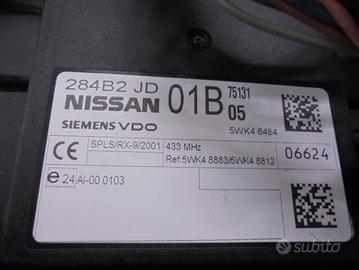 284B2 JD 01B 75131
NISSAN 05
SIEMENS VDO 5WK4 6484
CE SPLS/RX-9/2001 433 MHz 06624
Ref:5WK4 8883/5WK4 8812
e 24 AI-00 0103
subito